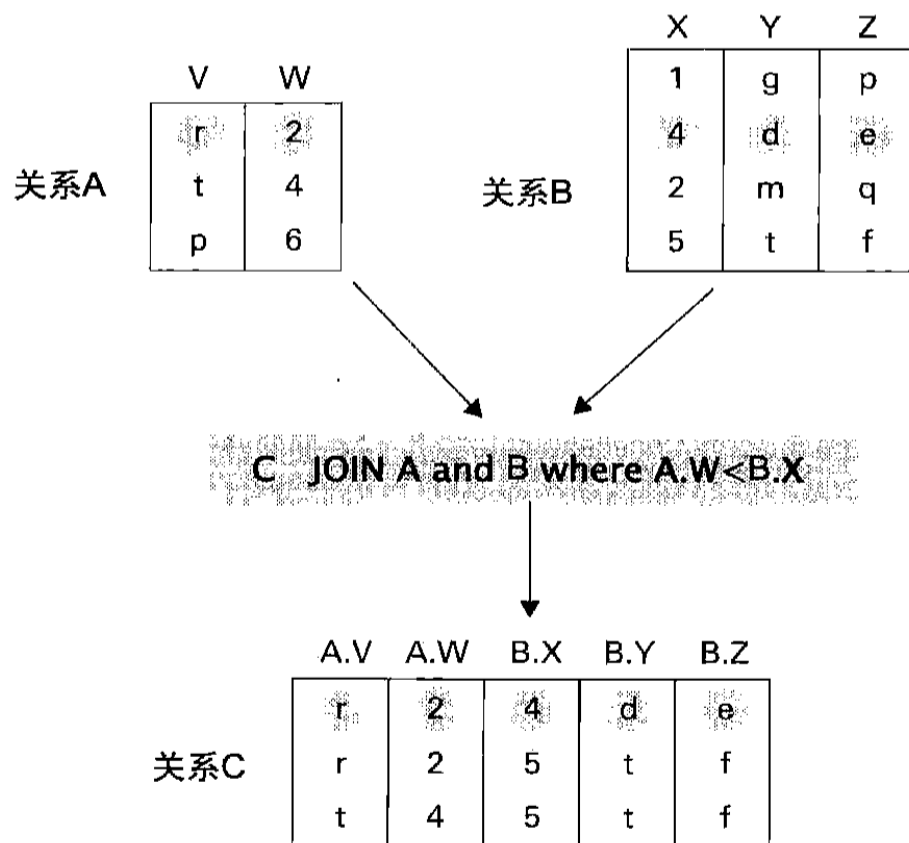 V W
r 2
关系A
t 4
p 6
X Y Z
1 g p
4 d e
关系B
2 m q
5 t f
C JOIN A and B where A.W<B.X
A.V A.W B.X B.Y B.Z
r 2 4 d e
关系C
r 2 5 t f
t 4 5 t f